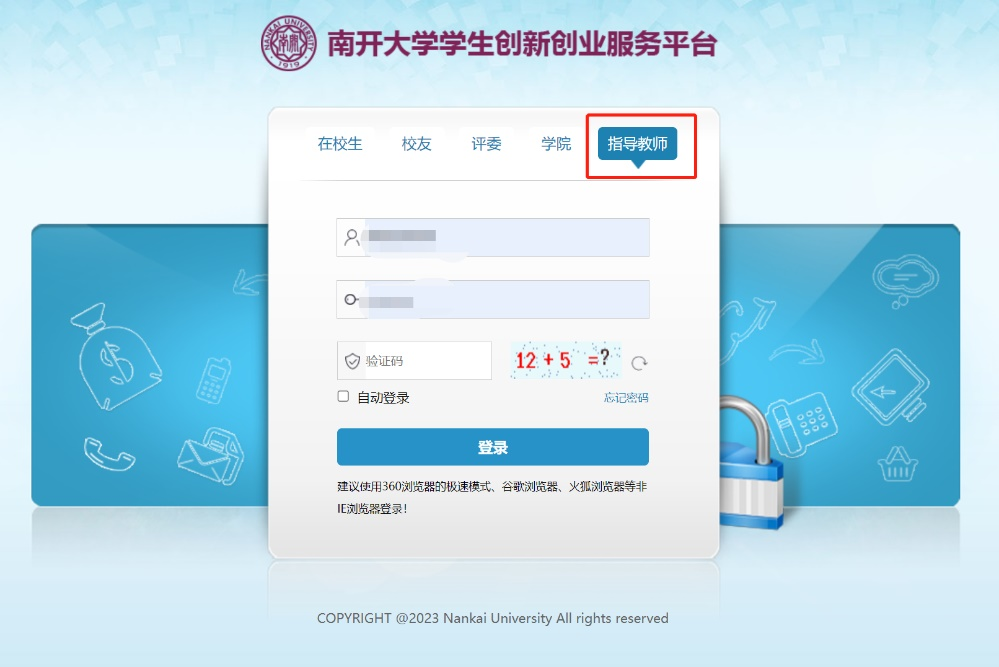 NANKAI UNIVERSITY
南開
1919
南开大学学生创新创业服务平台
在校生 校友 评委 学院 指导教师
验证码 12 + 5 = ?
自动登录 忘记密码
登录
建议使用360浏览器的极速模式、谷歌浏览器、火狐浏览器等非
IE浏览器登录！
COPYRIGHT @2023 Nankai University All rights reserved